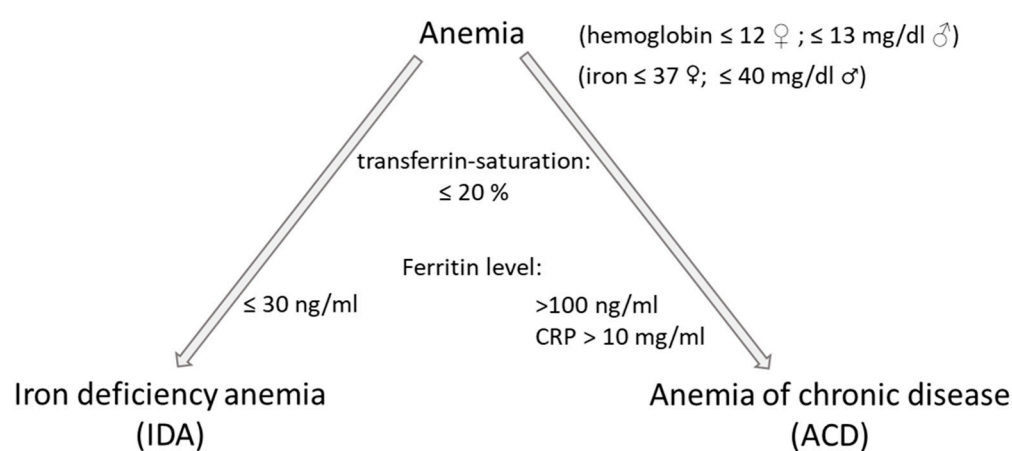 Anemia (hemoglobin ≤ 12 ♀ ; ≤ 13 mg/dl ♂)
(iron ≤ 37 ♀; ≤ 40 mg/dl ♂)
transferrin-saturation:
≤ 20 %
Ferritin level:
≤ 30 ng/ml >100 ng/ml
CRP > 10 mg/ml
Iron deficiency anemia Anemia of chronic disease
(IDA) (ACD)